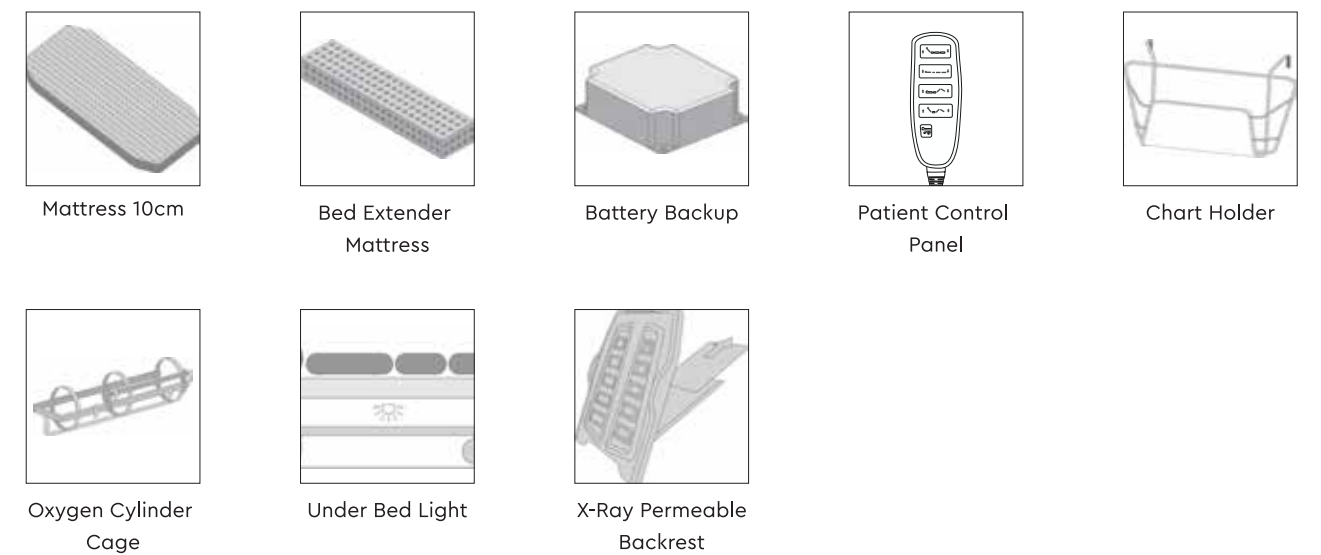 Mattress 10cm
Bed Extender
Mattress
Battery Backup
Patient Control
Panel
Chart Holder
Oxygen Cylinder
Cage
Under Bed Light
X-Ray Permeable
Backrest